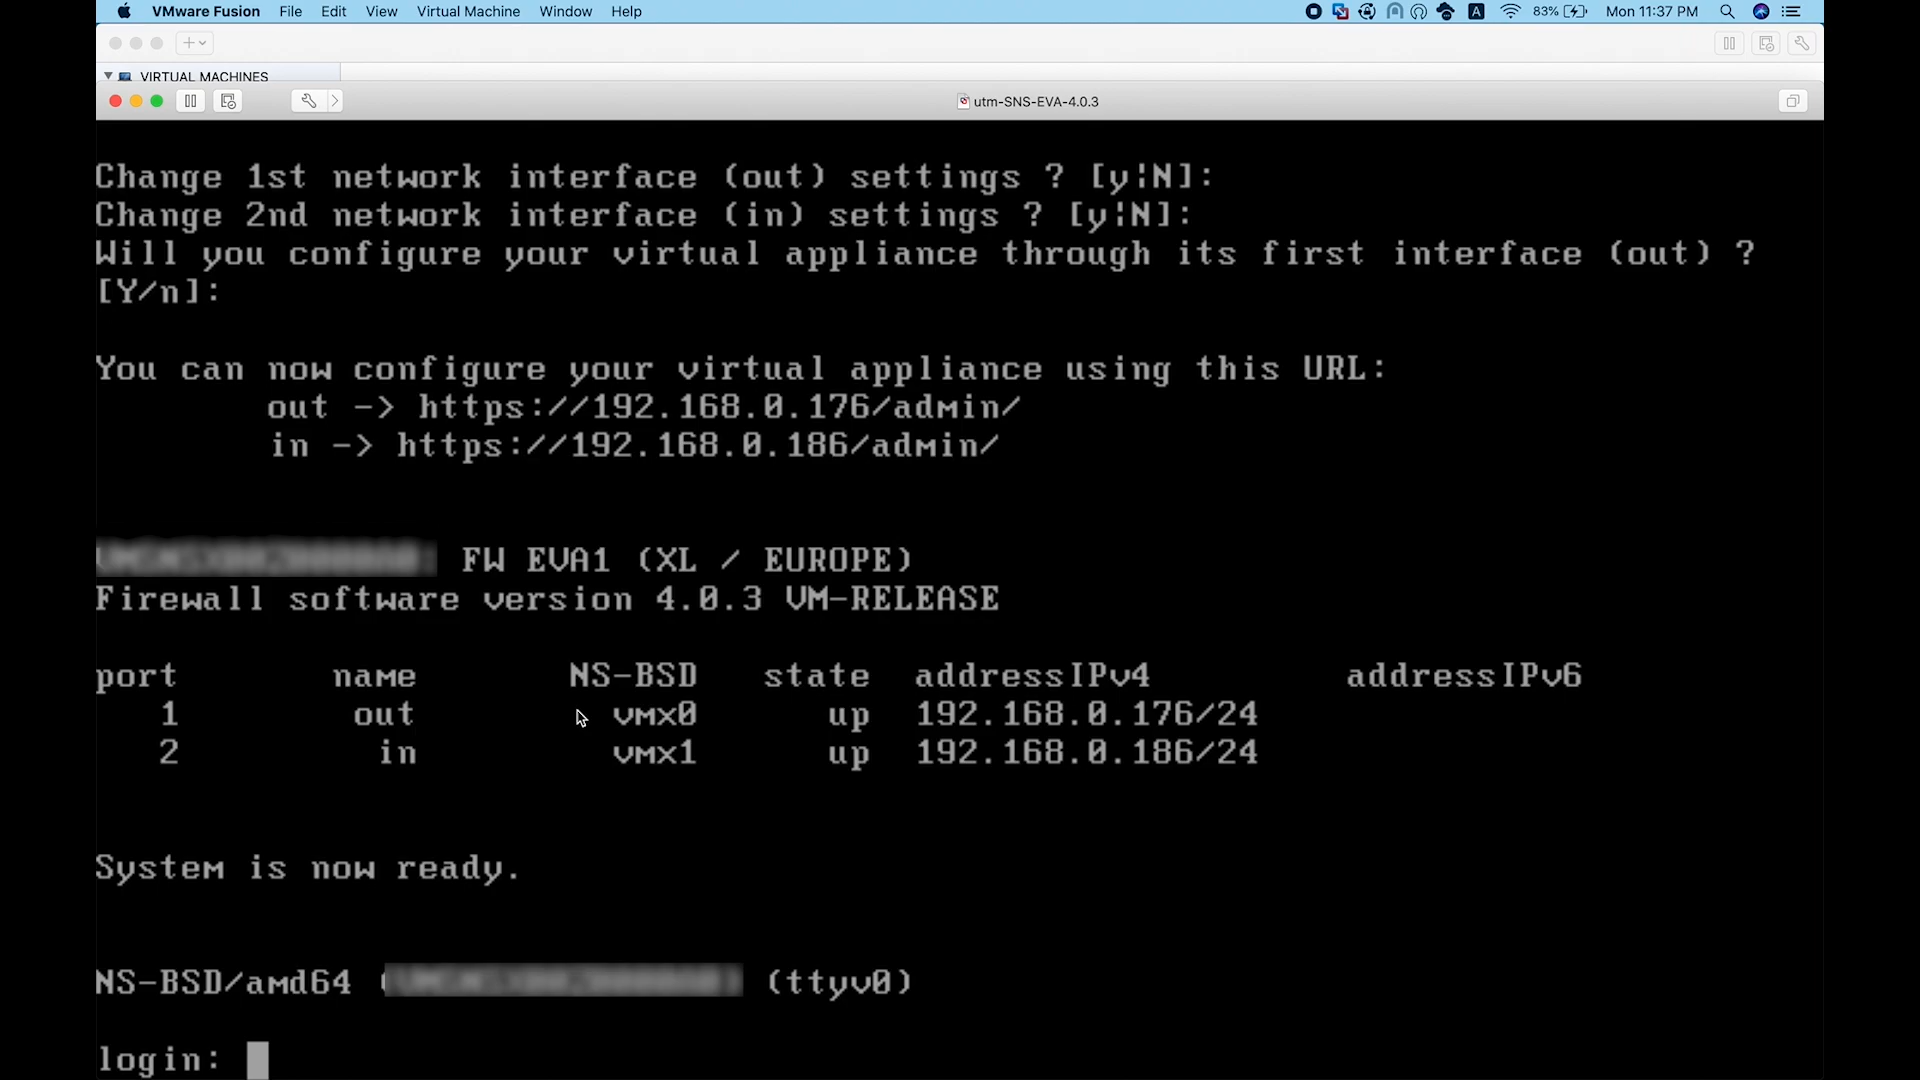 VMware Fusion File Edit View Virtual Machine Window Help A 83% Mon 11:37 PM
VIRTUAL MACHINES
utm-SNS-EVA-4.0.3
Change 1st network interface (out) settings ? [y¦N]:
Change 2nd network interface (in) settings ? [y¦N]:
Will you configure your virtual appliance through its first interface (out) ?
[Y/n]:
You can now configure your virtual appliance using this URL:
out -> https://192.168.0.176/admin/
in -> https://192.168.0.186/admin/
FW EVA1 (XL / EUROPE)
Firewall software version 4.0.3 VM-RELEASE
port name NS-BSD state addressIPv4 addressIPv6
1 out vmx0 up 192.168.0.176/24
2 in vmx1 up 192.168.0.186/24
System is now ready.
NS-BSD/amd64 ( (ttyv0)
login: